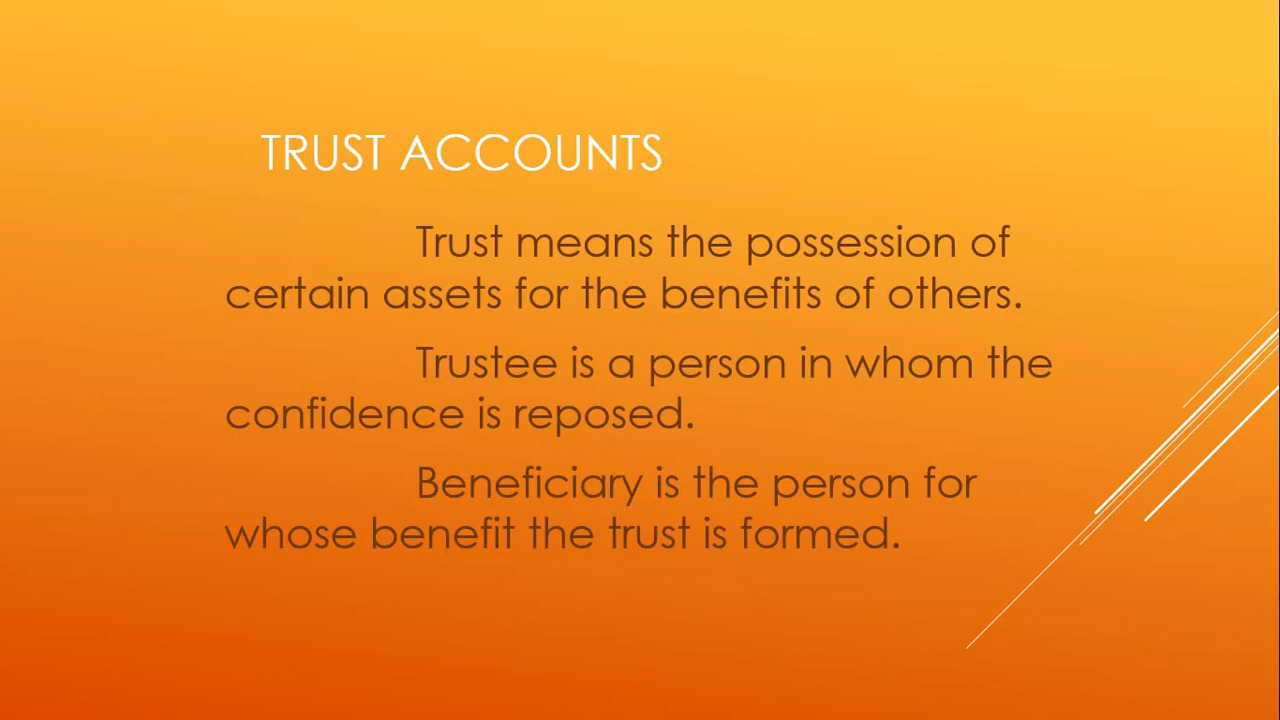 TRUST ACCOUNTS
Trust means the possession of
certain assets for the benefits of others.
Trustee is a person in whom the
confidence is reposed.
Beneficiary is the person for
whose benefit the trust is formed.